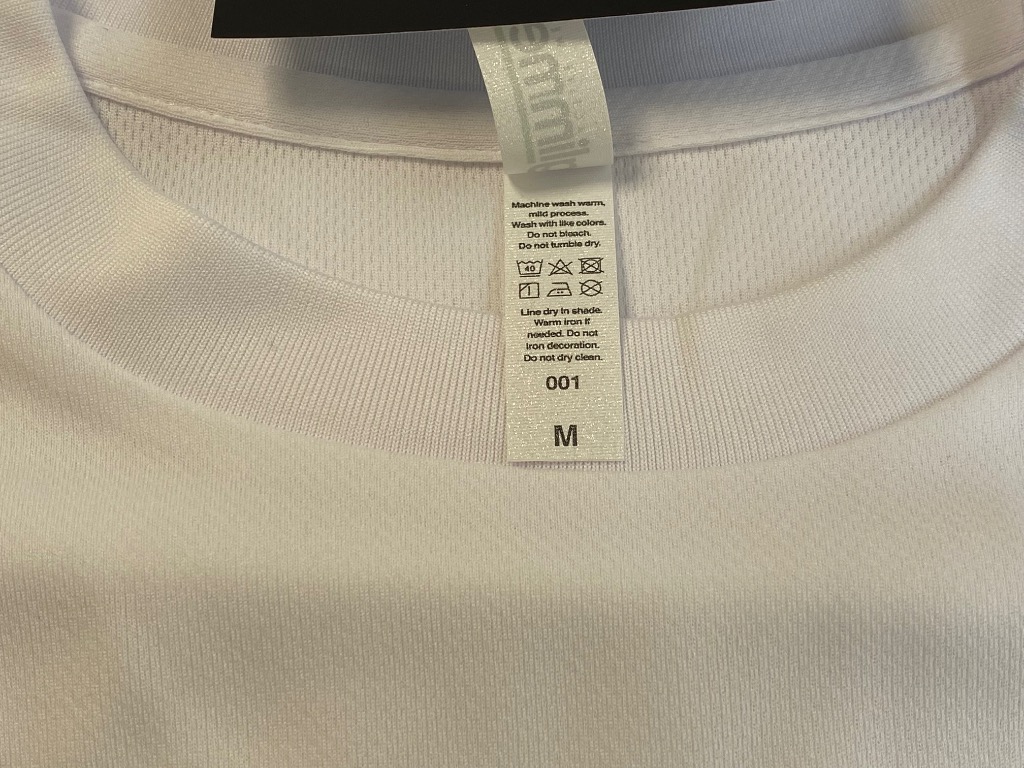 Machine wash warm,
mild process.
Wash with like colors.
Do not bleach.
Do not tumble dry.
40
Line dry in shade.
Warm iron if
needed. Do not
iron decoration.
Do not dry clean.
001
M